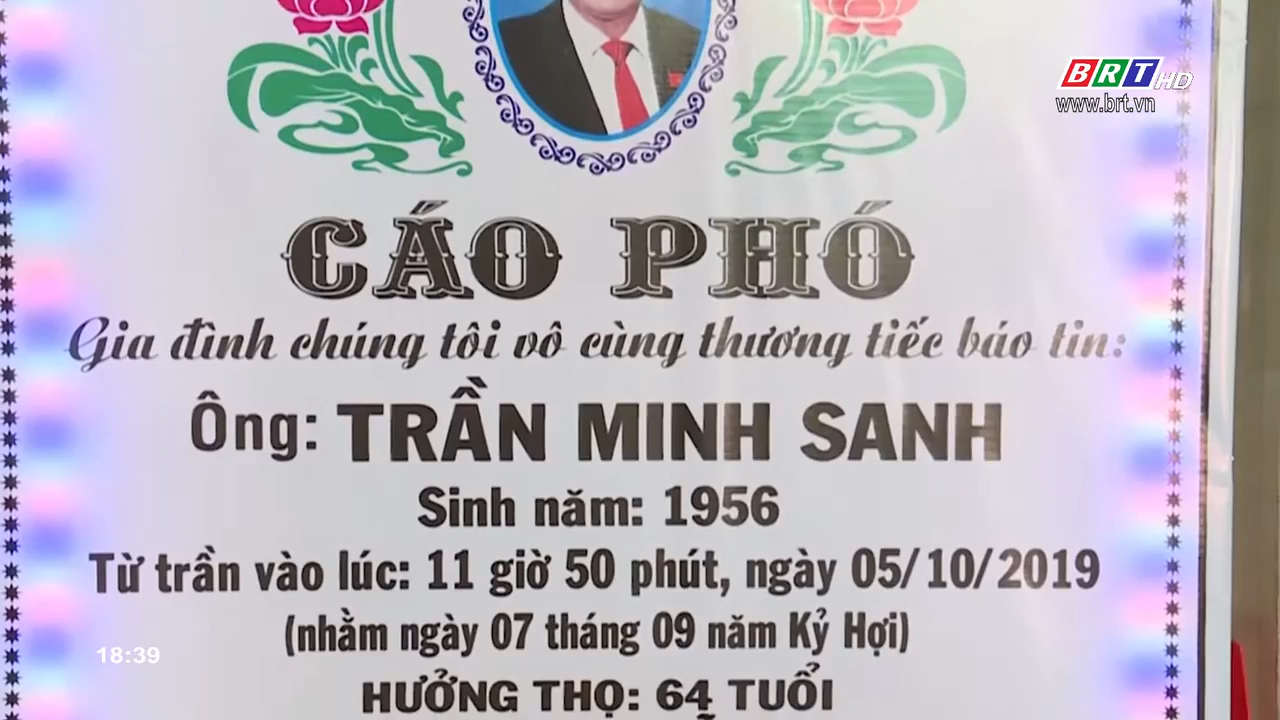 BRT HD
www.brt.vn
CÁO PHÓ
Gia đình chúng tôi vô cùng thương tiếc báo tin:
Ông: TRẦN MINH SANH
Sinh năm: 1956
Từ trần vào lúc: 11 giờ 50 phút, ngày 05/10/2019
(nhằm ngày 07 tháng 09 năm Kỷ Hợi)
18:39
HƯỞNG THỌ: 64 TUỔI